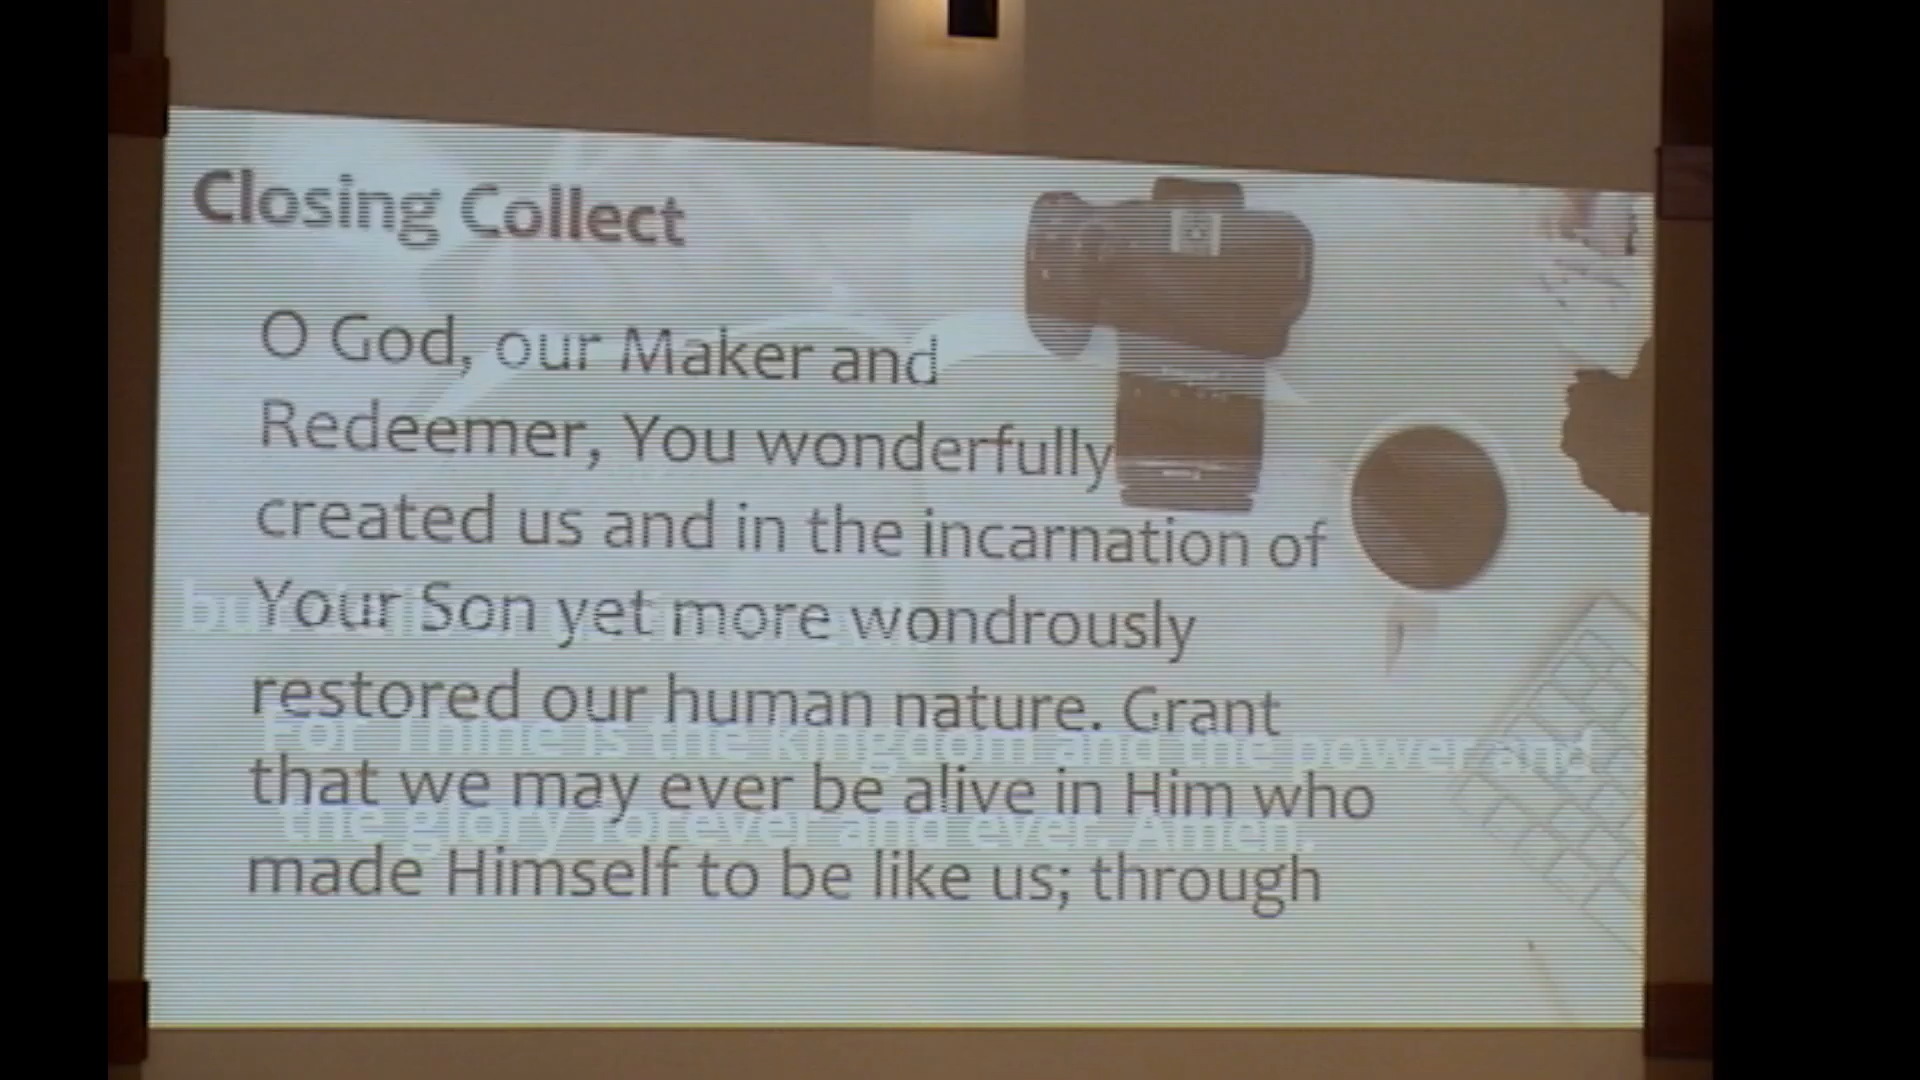 Closing Collect
O God, our Maker and
Redeemer, You wonderfully
created us and in the incarnation of
Your Son yet more wondrously
restored our human nature. Grant
For Thine is the kingdom and the power and
that we may ever be alive in Him who
the glory forever and ever. Amen.
made Himself to be like us; through